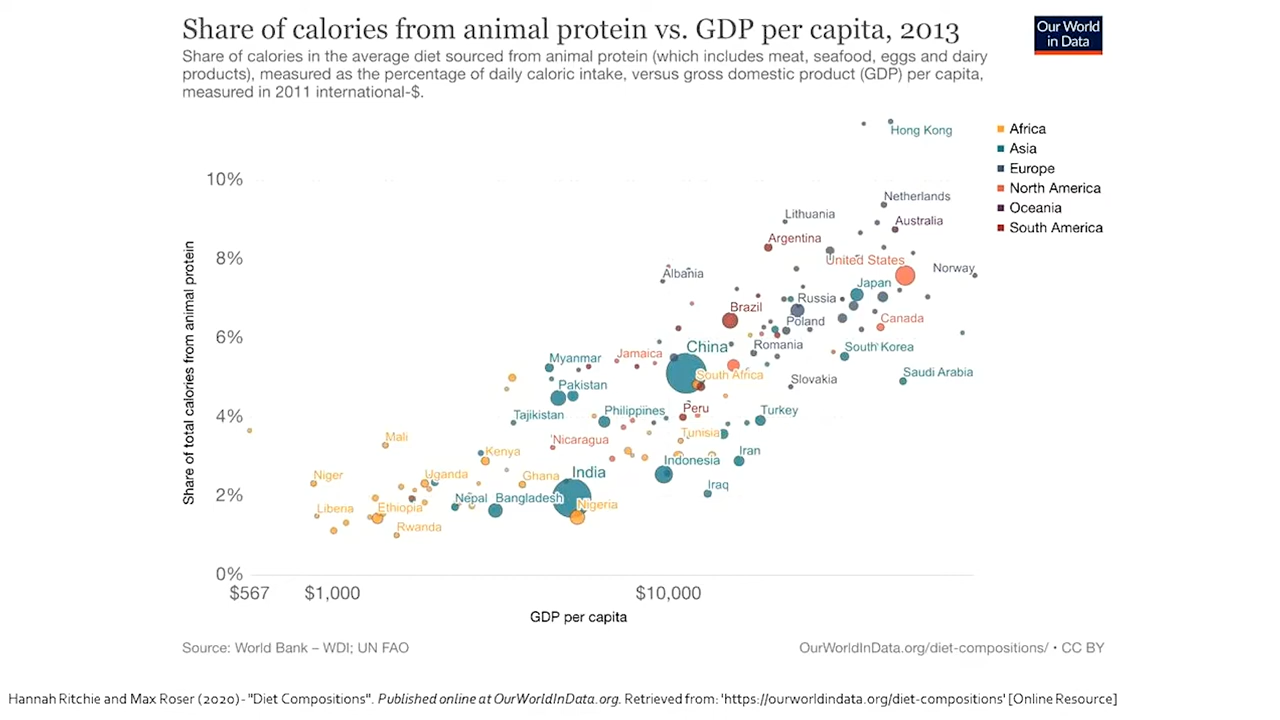 Share of calories from animal protein vs. GDP per capita, 2013
Our World
in Data
Share of calories in the average diet sourced from animal protein (which includes meat, seafood, eggs and dairy
products), measured as the percentage of daily caloric intake, versus gross domestic product (GDP) per capita,
measured in 2011 international-$.
Hong Kong
Africa
Asia
Europe
North America
Oceania
South America
10%
Netherlands
Lithuania
Australia
Argentina
8%
United States
Norway
Albania
Japan
Russia
Brazil
Poland
Canada
6%
China
Romania
South Korea
Jamaica
Myanmar
South Africa
Saudi Arabia
Slovakia
Pakistan
4%
Tajikistan
Philippines
Peru
Turkey
Mali
Nicaragua
Tunisia
Kenya
Iran
Indonesia
Niger
Uganda
Ghana
India
Iraq
2%
Nepal
Bangladesh
Nigeria
Liberia
Ethiopia
Rwanda
0%
Share of total calories from animal protein
$567
$1,000
$10,000
GDP per capita
Source: World Bank – WDI; UN FAO
OurWorldInData.org/diet-compositions/ • CC BY
Hannah Ritchie and Max Roser (2020)- "Diet Compositions". Published online at OurWorldInData.org. Retrieved from: 'https://ourworldindata.org/diet-compositions' [Online Resource]